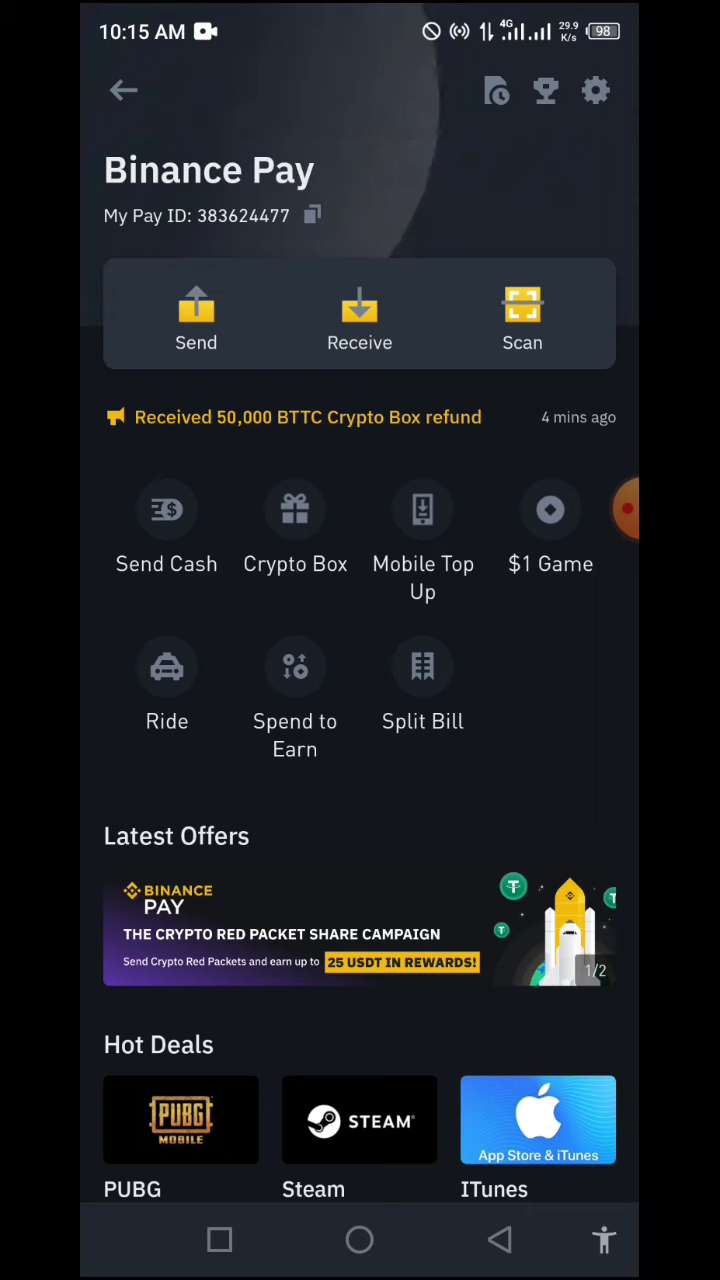 10:15 AM
4G
29.9
K/s
98
Binance Pay
My Pay ID: 383624477
Send
Receive
Scan
Received 50,000 BTTC Crypto Box refund
4 mins ago
Send Cash
Crypto Box
Mobile Top
Up
$1 Game
Ride
Spend to
Earn
Split Bill
Latest Offers
BINANCE
PAY
THE CRYPTO RED PACKET SHARE CAMPAIGN
Send Crypto Red Packets and earn up to 25 USDT IN REWARDS!
1/2
Hot Deals
PUBG
MOBILE
STEAM
App Store & iTunes
PUBG
Steam
ITunes